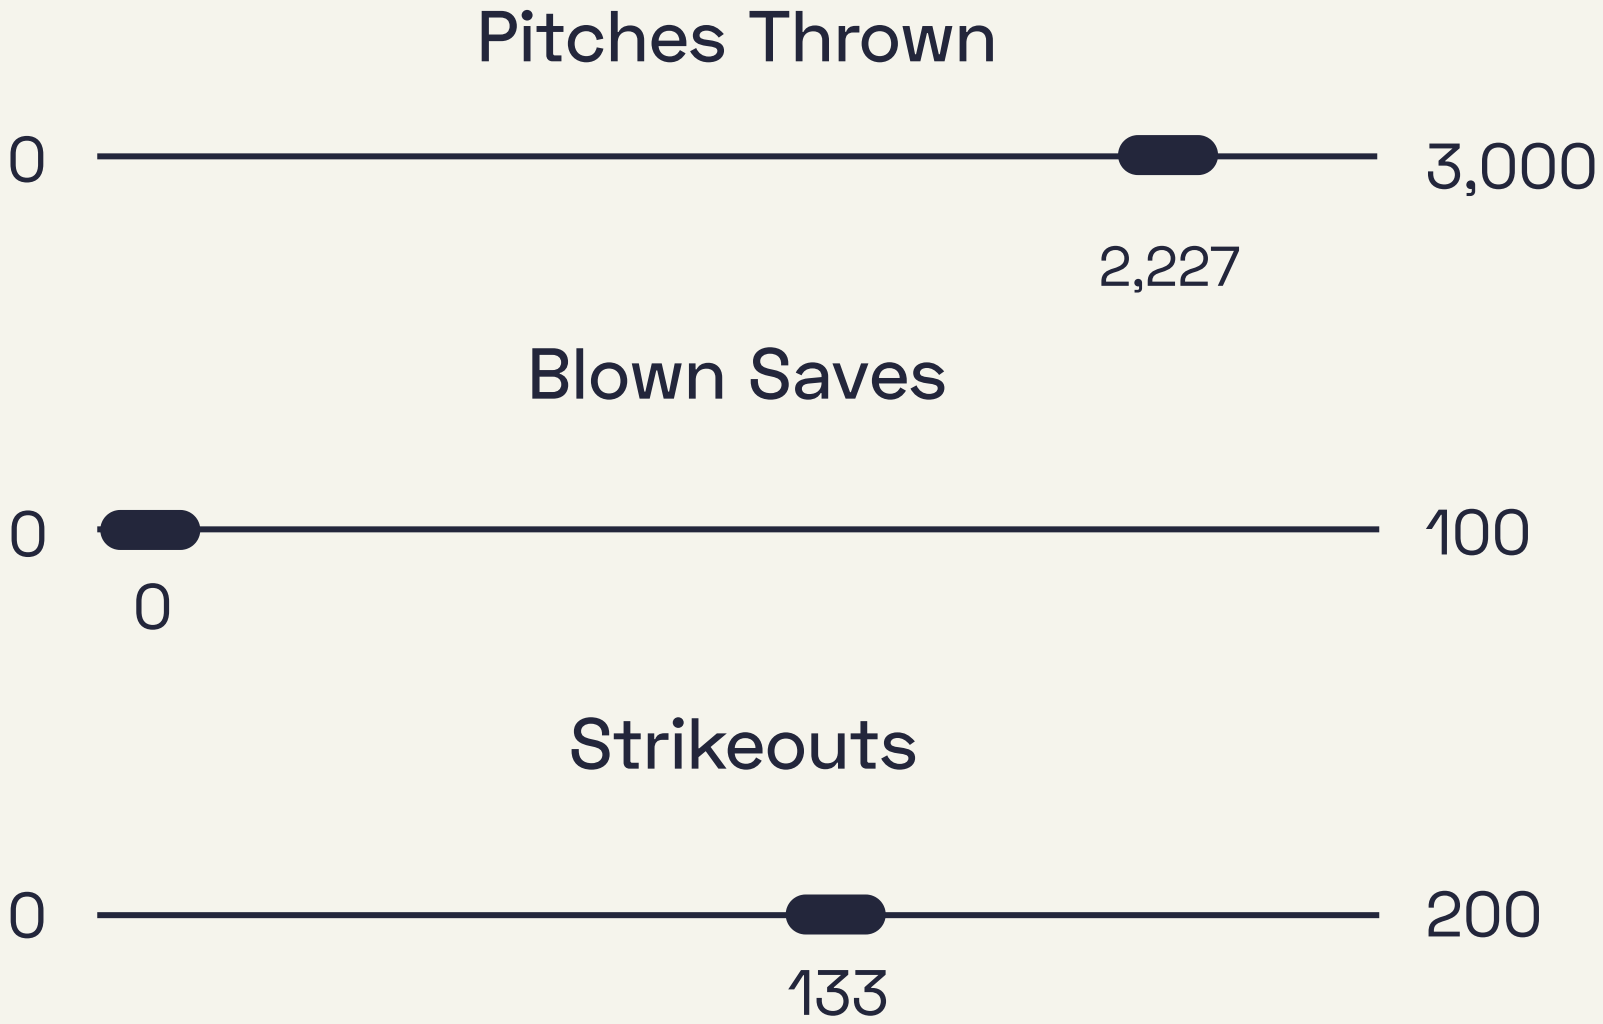 Pitches Thrown
0 3,000
2,227
Blown Saves
0 100
0
Strikeouts
0 200
133